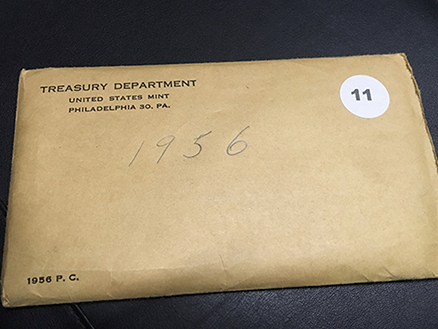 TREASURY DEPARTMENT
UNITED STATES MINT
PHILADELPHIA 30, PA.
11
1956
1956 P. C.